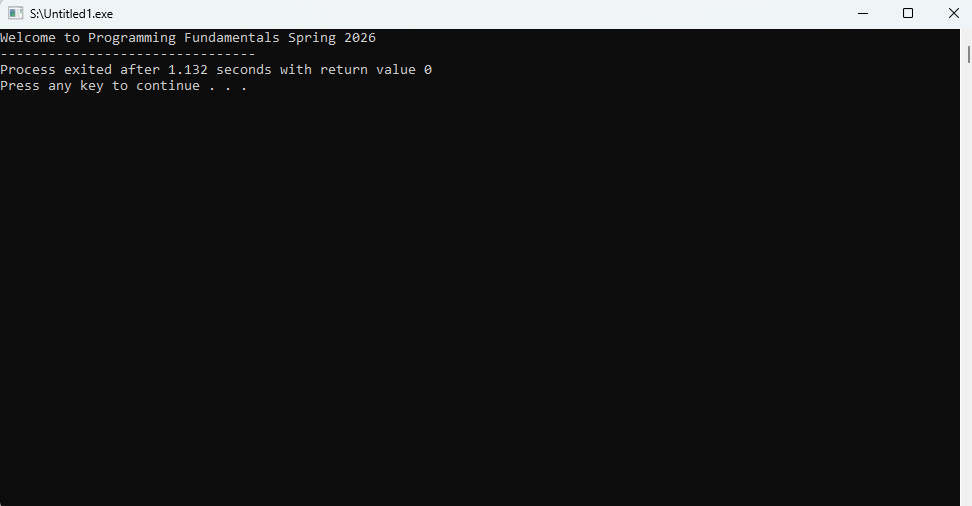 S:\Untitled1.exe
Welcome to Programming Fundamentals Spring 2026
--------------------------------
Process exited after 1.132 seconds with return value 0
Press any key to continue . . .